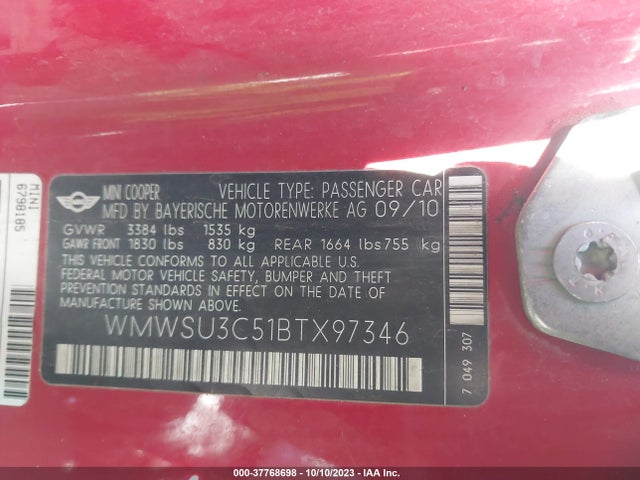 MINI
6798185
MINI COOPER VEHICLE TYPE: PASSENGER CAR
MFD BY BAYERISCHE MOTORENWERKE AG 09/10
GVWR 3384 lbs 1535 kg
GAWR FRONT 1830 lbs 830 kg REAR 1664 lbs 755 kg
THIS VEHICLE CONFORMS TO ALL APPLICABLE U.S.
FEDERAL MOTOR VEHICLE SAFETY, BUMPER AND THEFT
PREVENTION STANDARDS IN EFFECT ON THE DATE OF
MANUFACTURE SHOWN ABOVE.
WMWSU3C51BTX97346
7 049 307
000-37768698 - 10/10/2023 - IAA Inc.